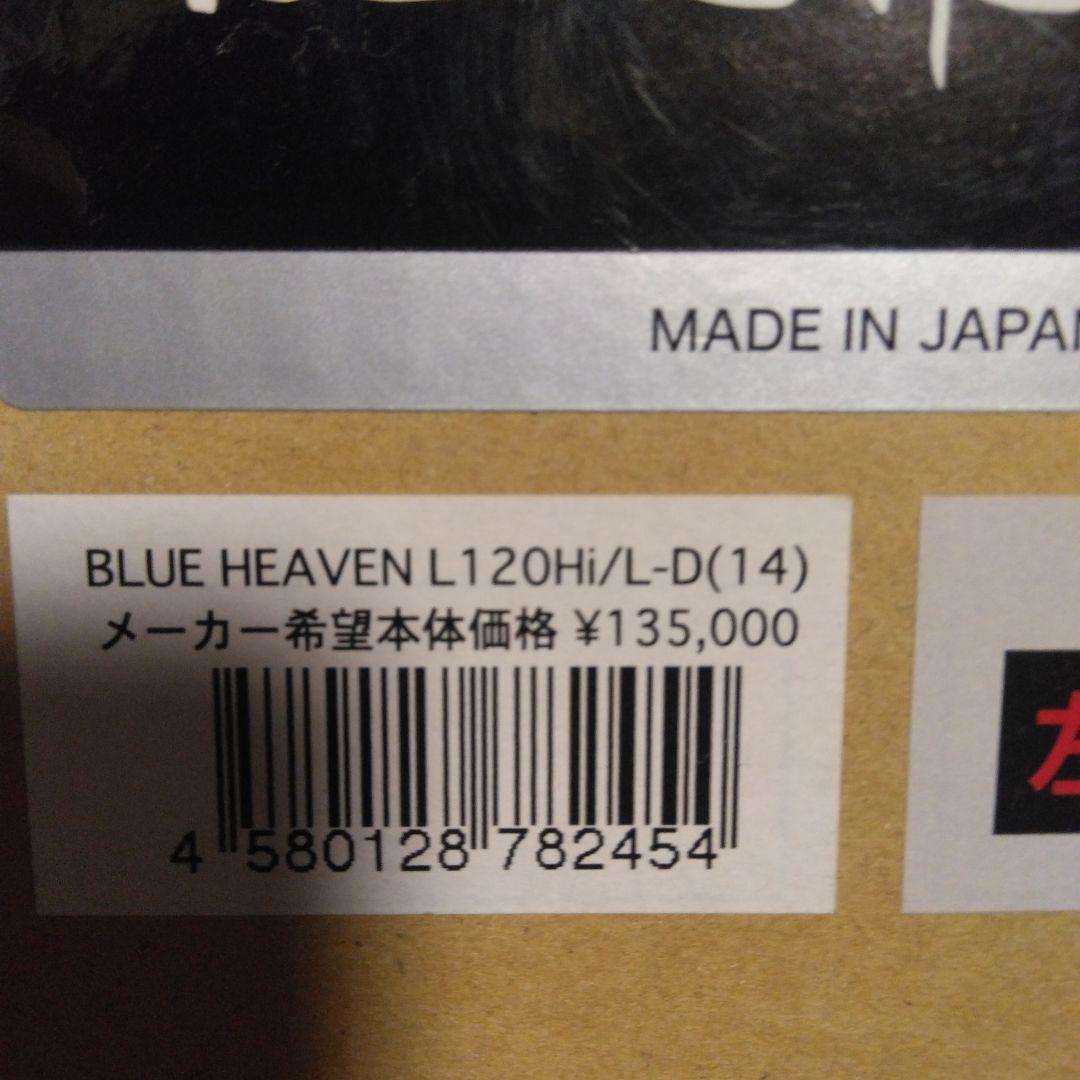 MADE IN JAPAN
BLUE HEAVEN L120Hi/L-D(14)
メーカー希望本体価格 ¥135,000
4 580128 782454
左